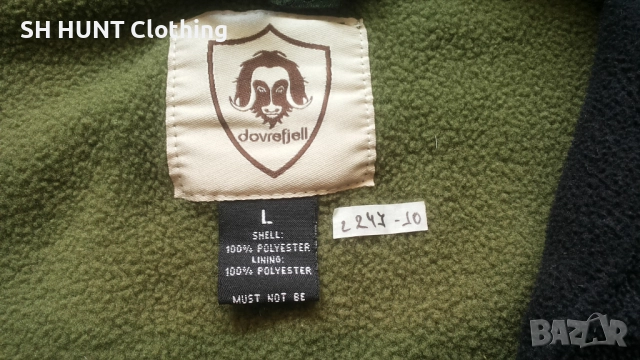 SH HUNT Clothing
dovrefjell
L
SHELL:
100% POLYESTER
LINING:
100% POLYESTER
MUST NOT BE
2247-10
BAZAR